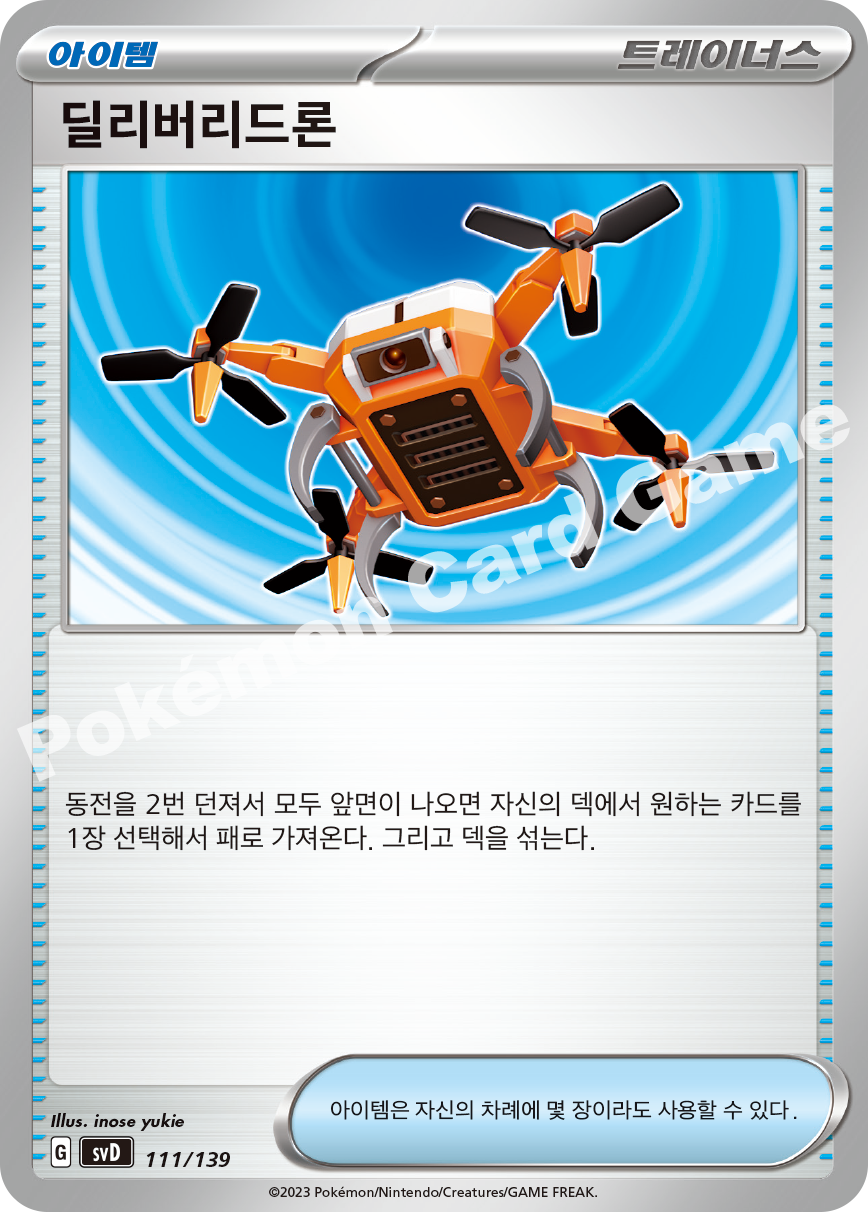 아이템
트레이너스
딜리버리드론
Pokémon Card Game
동전을 2번 던져서 모두 앞면이 나오면 자신의 덱에서 원하는 카드를
1장 선택해서 패로 가져온다. 그리고 덱을 섞는다.
아이템은 자신의 차례에 몇 장이라도 사용할 수 있다.
Illus. inose yukie
G svD 111/139
©2023 Pokémon/Nintendo/Creatures/GAME FREAK.